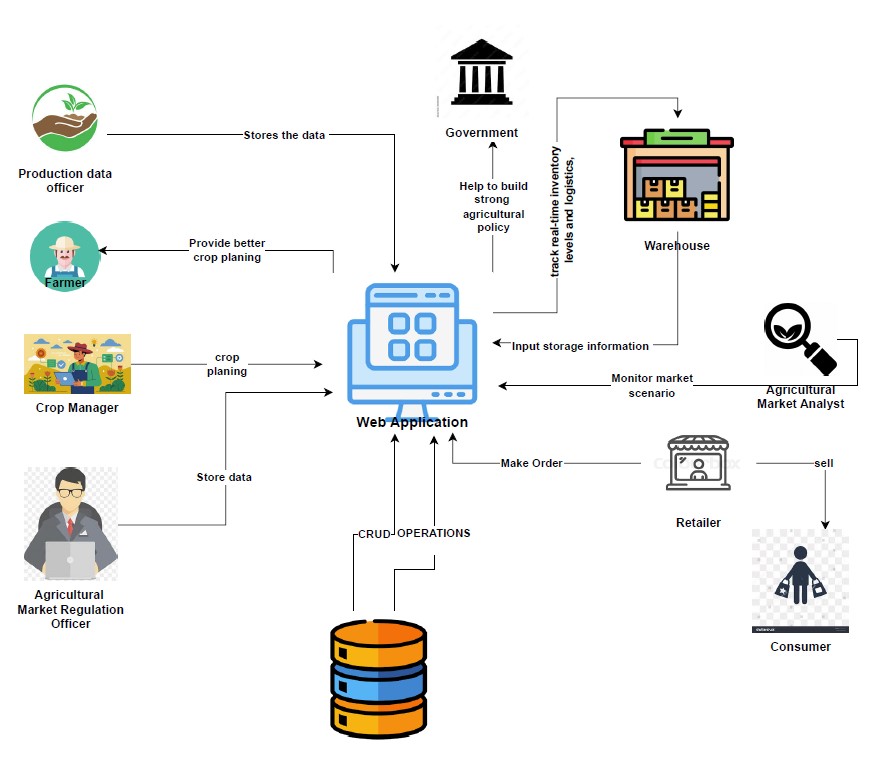 Government
Stores the data
Production data
officer
Help to build
strong
agricultural
policy
track real-time inventory
levels and logistics,
Warehouse
Provide better
crop planing
Farmer
Input storage information
crop
planing
Crop Manager
Monitor market
scenario
Agricultural
Market Analyst
Web Application
Make Order
sell
Store data
Retailer
CRUD
OPERATIONS
Agricultural
Market Regulation
Officer
Consumer